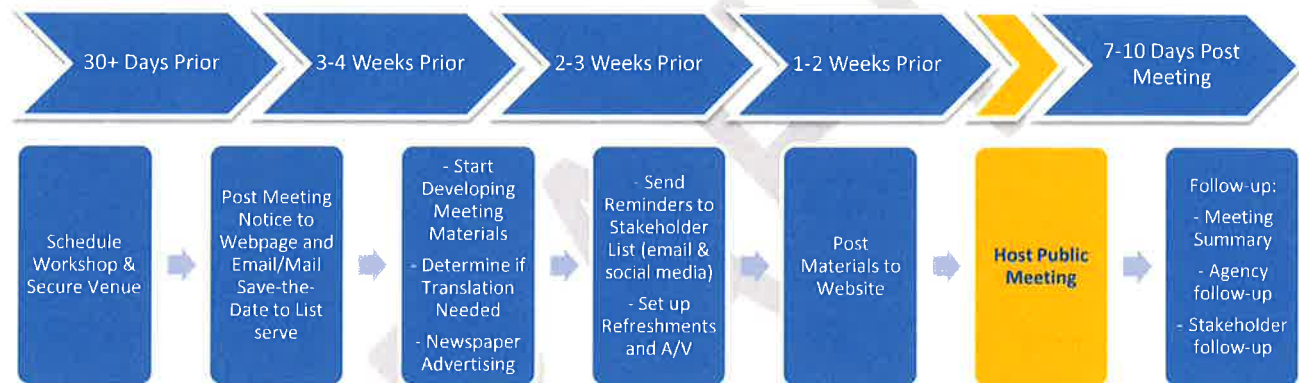 30+ Days Prior
3-4 Weeks Prior
2-3 Weeks Prior
1-2 Weeks Prior
7-10 Days Post
Meeting
Schedule
Workshop &
Secure Venue
Post Meeting
Notice to
Webpage and
Email/Mail
Save-the-
Date to List
serve
- Start
Developing
Meeting
Materials
- Determine if
Translation
Needed
- Newspaper
Advertising
- Send
Reminders to
Stakeholder
List (email &
social media)
- Set up
Refreshments
and A/V
Post
Materials to
Website
Host Public
Meeting
Follow-up:
- Meeting
Summary
- Agency
follow-up
- Stakeholder
follow-up